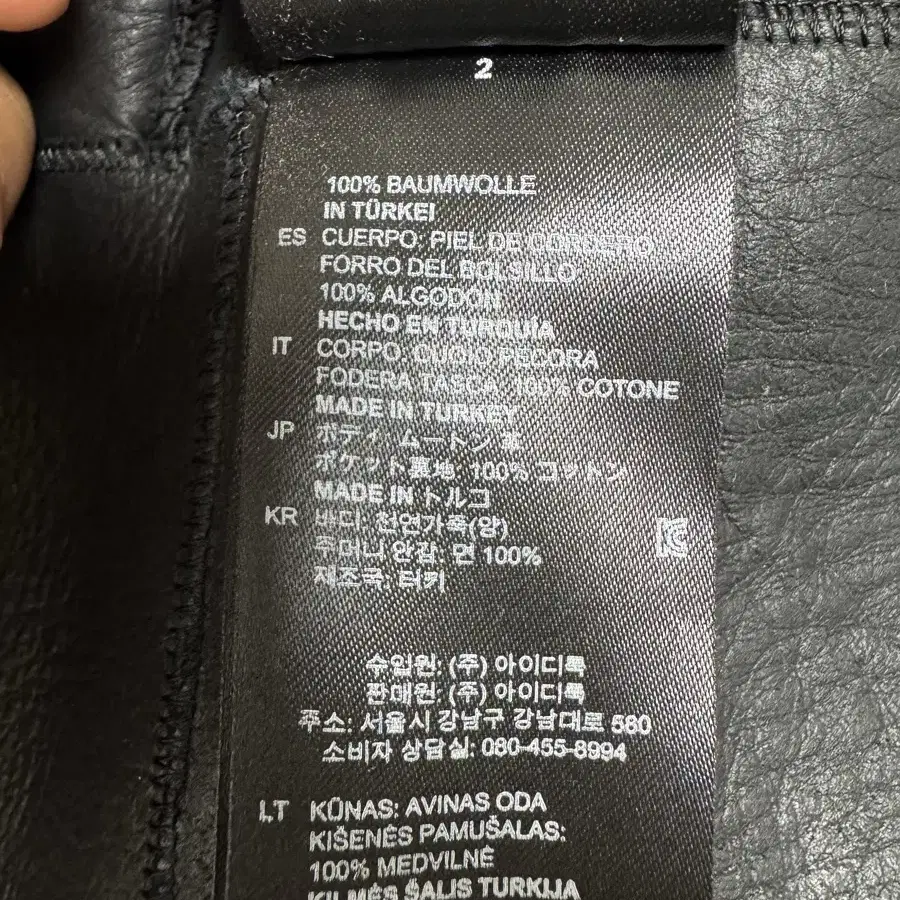 2
100% BAUMWOLLE
IN TÜRKEI
ES CUERPO: PIEL DE CORDERO
FORRO DEL BOLSILLO
100% ALGODÓN
HECHO EN TURQUÍA
IT CORPO: CUOIO PECORA
FODERA TASCA: 100% COTONE
MADE IN TURKEY
JP ボディ: ムートン革
ポケット裏地: 100% コットン
MADE IN トルコ
KR 바디: 천연가죽(양)
주머니 안감: 면 100%
제조국: 터키
수입원: (주) 아이디룩
판매원: (주) 아이디룩
주소: 서울시 강남구 강남대로 580
소비자 상담실: 080-455-8994
LT KŪNAS: AVINAS ODA
KIŠENĖS PAMUŠALAS:
100% MEDVILNĖ
KILMĖS ŠALIS TURKIJA